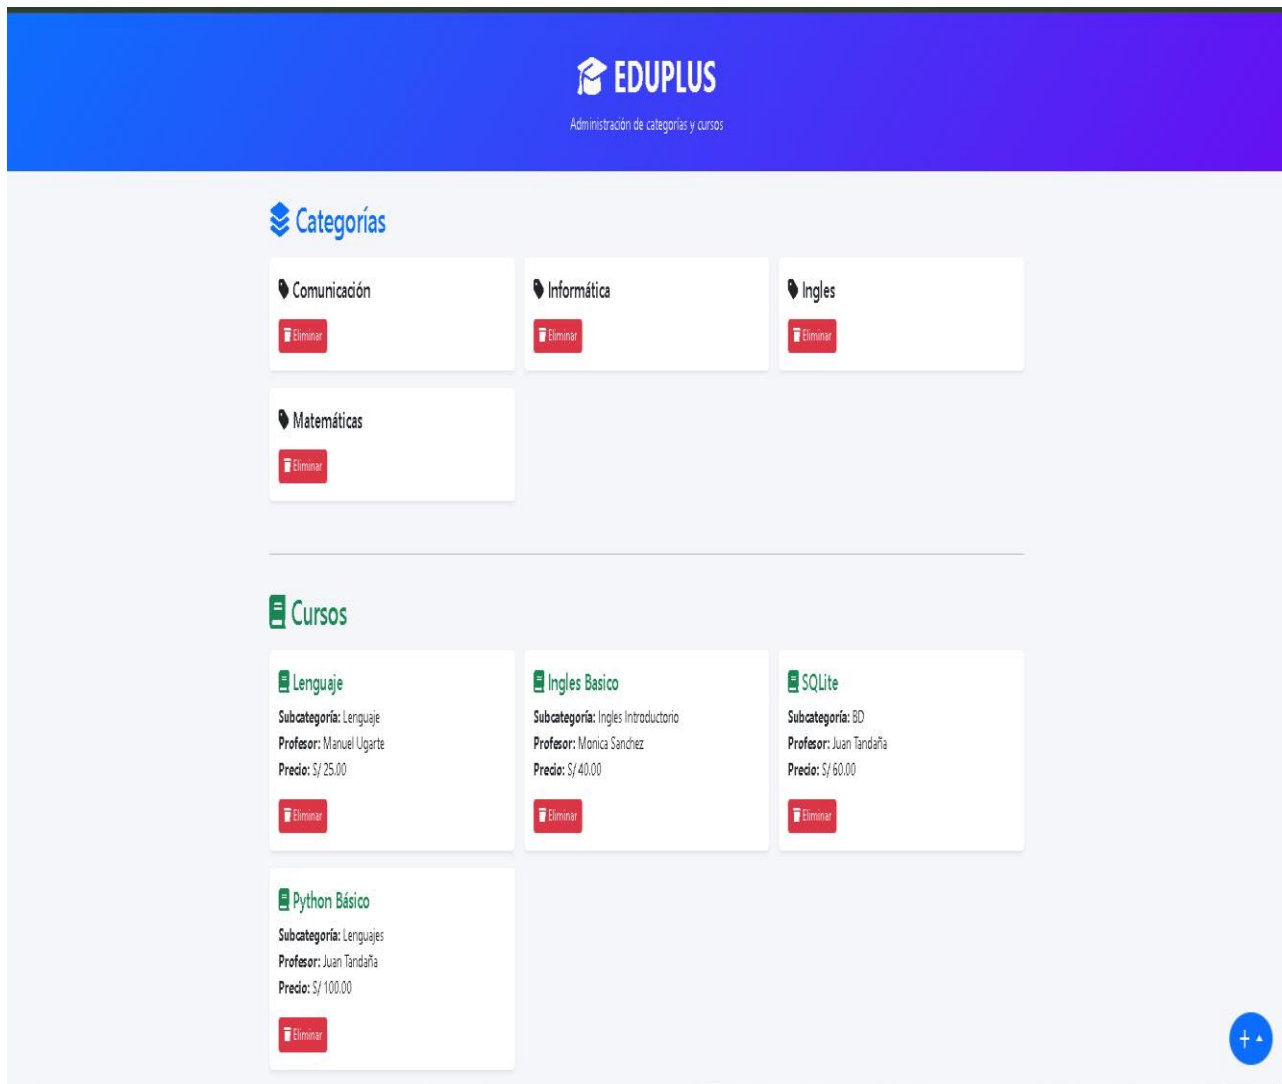 EDUPLUS
Administración de categorías y cursos
Categorías
Comunicación
Eliminar
Informática
Eliminar
Ingles
Eliminar
Matemáticas
Eliminar
Cursos
Lenguaje
Subcategoría: Lenguaje
Profesor: Manuel Ugarte
Precio: S/ 25.00
Eliminar
Ingles Basico
Subcategoría: Ingles Introductorio
Profesor: Monica Sanchez
Precio: S/ 40.00
Eliminar
SQLite
Subcategoría: BD
Profesor: Juan Tandaña
Precio: S/ 60.00
Eliminar
Python Básico
Subcategoría: Lenguajes
Profesor: Juan Tandaña
Precio: S/ 100.00
Eliminar
+